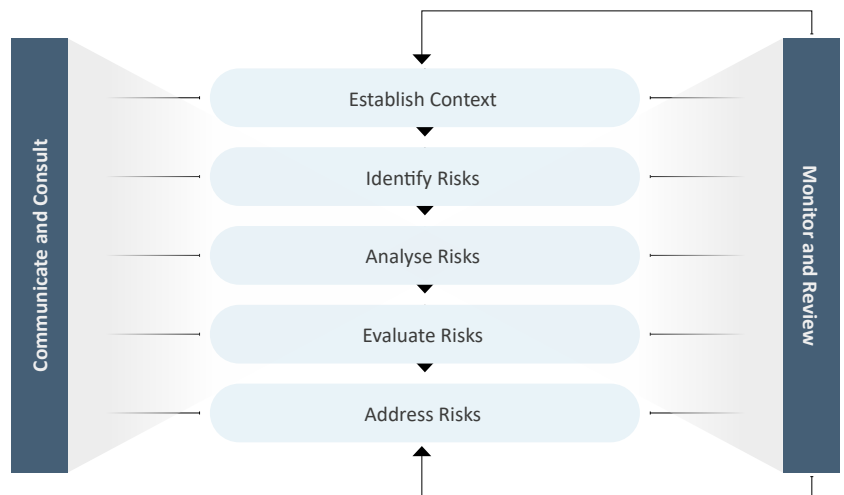 Communicate and Consult
Establish Context
Identify Risks
Analyse Risks
Evaluate Risks
Address Risks
Monitor and Review